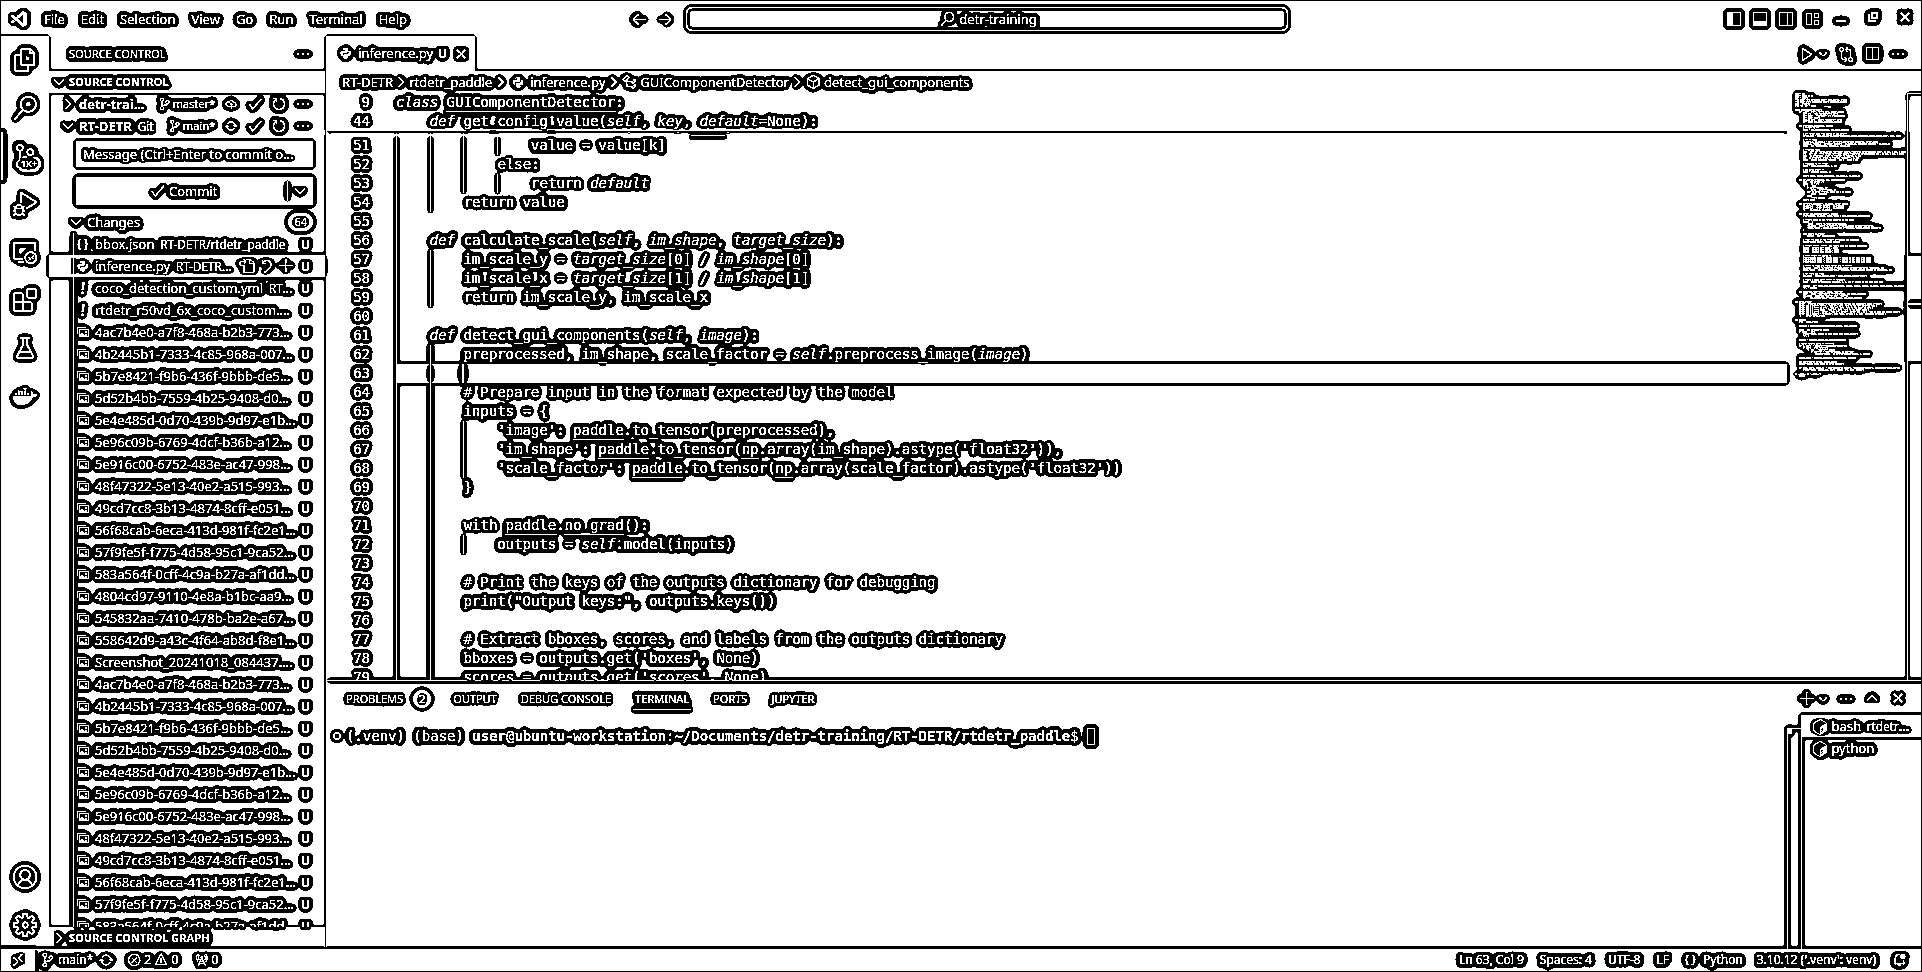 File Edit Selection View Go Run Terminal Help
detr-training
SOURCE CONTROL
SOURCE CONTROL
detr-trai... master*
RT-DETR Git main*
Message (Ctrl+Enter to commit o...
Commit
Changes 64
bbox.json RT-DETR/rtdetr_paddle U
inference.py RT-DETR... U
coco_detection_custom.yml RT... U
rtdetr_r50vd_6x_coco_custom.... U
4ac7b4e0-a7f8-468a-b2b3-773... U
4b2445b1-7333-4c85-968a-007... U
5b7e8421-f9b6-436f-9bbb-de5... U
5d52b4bb-7559-4b25-9408-d0... U
5e4e485d-0d70-439b-9d97-e1b... U
5e96c09b-6769-4dcf-b36b-a12... U
5e916c00-6752-483e-ac47-998... U
48f47322-5e13-40e2-a515-993... U
49cd7cc8-3b13-4874-8cff-e051... U
56f68cab-6eca-413d-981f-fc2e1... U
57f9fe5f-f775-4d58-95c1-9ca52... U
583a564f-0cff-4c9a-b27a-af1dd... U
4804cd97-9110-4e8a-b1bc-aa9... U
545832aa-7410-478b-ba2e-a67... U
558642d9-a43c-4f64-ab8d-f8e1... U
Screenshot_20241018_084437... U
4ac7b4e0-a7f8-468a-b2b3-773... U
4b2445b1-7333-4c85-968a-007... U
5b7e8421-f9b6-436f-9bbb-de5... U
5d52b4bb-7559-4b25-9408-d0... U
5e4e485d-0d70-439b-9d97-e1b... U
5e96c09b-6769-4dcf-b36b-a12... U
5e916c00-6752-483e-ac47-998... U
48f47322-5e13-40e2-a515-993... U
49cd7cc8-3b13-4874-8cff-e051... U
56f68cab-6eca-413d-981f-fc2e1... U
57f9fe5f-f775-4d58-95c1-9ca52... U
583a564f-0cff-4c9a-b27a-af1dd... U
SOURCE CONTROL GRAPH
inference.py U
RT-DETR > rtdetr_paddle > inference.py > GUIComponentDetector > detect_gui_components
9 class GUIComponentDetector:
44 def get_config_value(self, key, default=None):
51 value = value[k]
52 else:
53 return default
54 return value
55
56 def calculate_scale(self, im_shape, target_size):
57 im_scale_y = target_size[0] / im_shape[0]
58 im_scale_x = target_size[1] / im_shape[1]
59 return im_scale_y, im_scale_x
60
61 def detect_gui_components(self, image):
62 preprocessed, im_shape, scale_factor = self.preprocess_image(image)
63
64 # Prepare input in the format expected by the model
65 inputs = {
66 'image': paddle.to_tensor(preprocessed),
67 'im_shape': paddle.to_tensor(np.array(im_shape).astype('float32')),
68 'scale_factor': paddle.to_tensor(np.array(scale_factor).astype('float32'))
69 }
70
71 with paddle.no_grad():
72 outputs = self.model(inputs)
73
74 # Print the keys of the outputs dictionary for debugging
75 print("Output keys:", outputs.keys())
76
77 # Extract bboxes, scores, and labels from the outputs dictionary
78 bboxes = outputs.get('boxes', None)
79 scores = outputs.get('scores', None)
PROBLEMS 2 OUTPUT DEBUG CONSOLE TERMINAL PORTS JUPYTER
(.venv) (base) user@ubuntu-workstation:~/Documents/detr-training/RT-DETR/rtdetr_paddle$
bash rtdetr...
python
main* 2 0 0
Ln 63, Col 9 Spaces: 4 UTF-8 LF {} Python 3.10.12 ('.venv': venv)